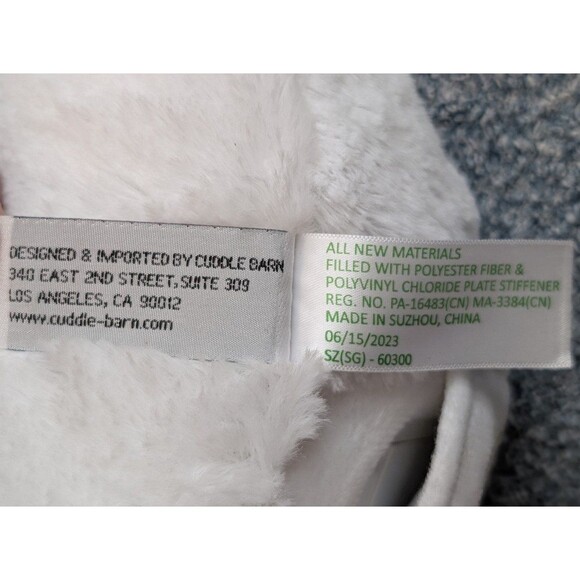 DESIGNED & IMPORTED BY CUDDLE BARN
340 EAST 2ND STREET, SUITE 309
LOS ANGELES, CA 90012
www.cuddle-barn.com
ALL NEW MATERIALS
FILLED WITH POLYESTER FIBER &
POLYVINYL CHLORIDE PLATE STIFFENER
REG. NO. PA-16483(CN) MA-3384(CN)
MADE IN SUZHOU, CHINA
06/15/2023
SZ(SG) - 60300